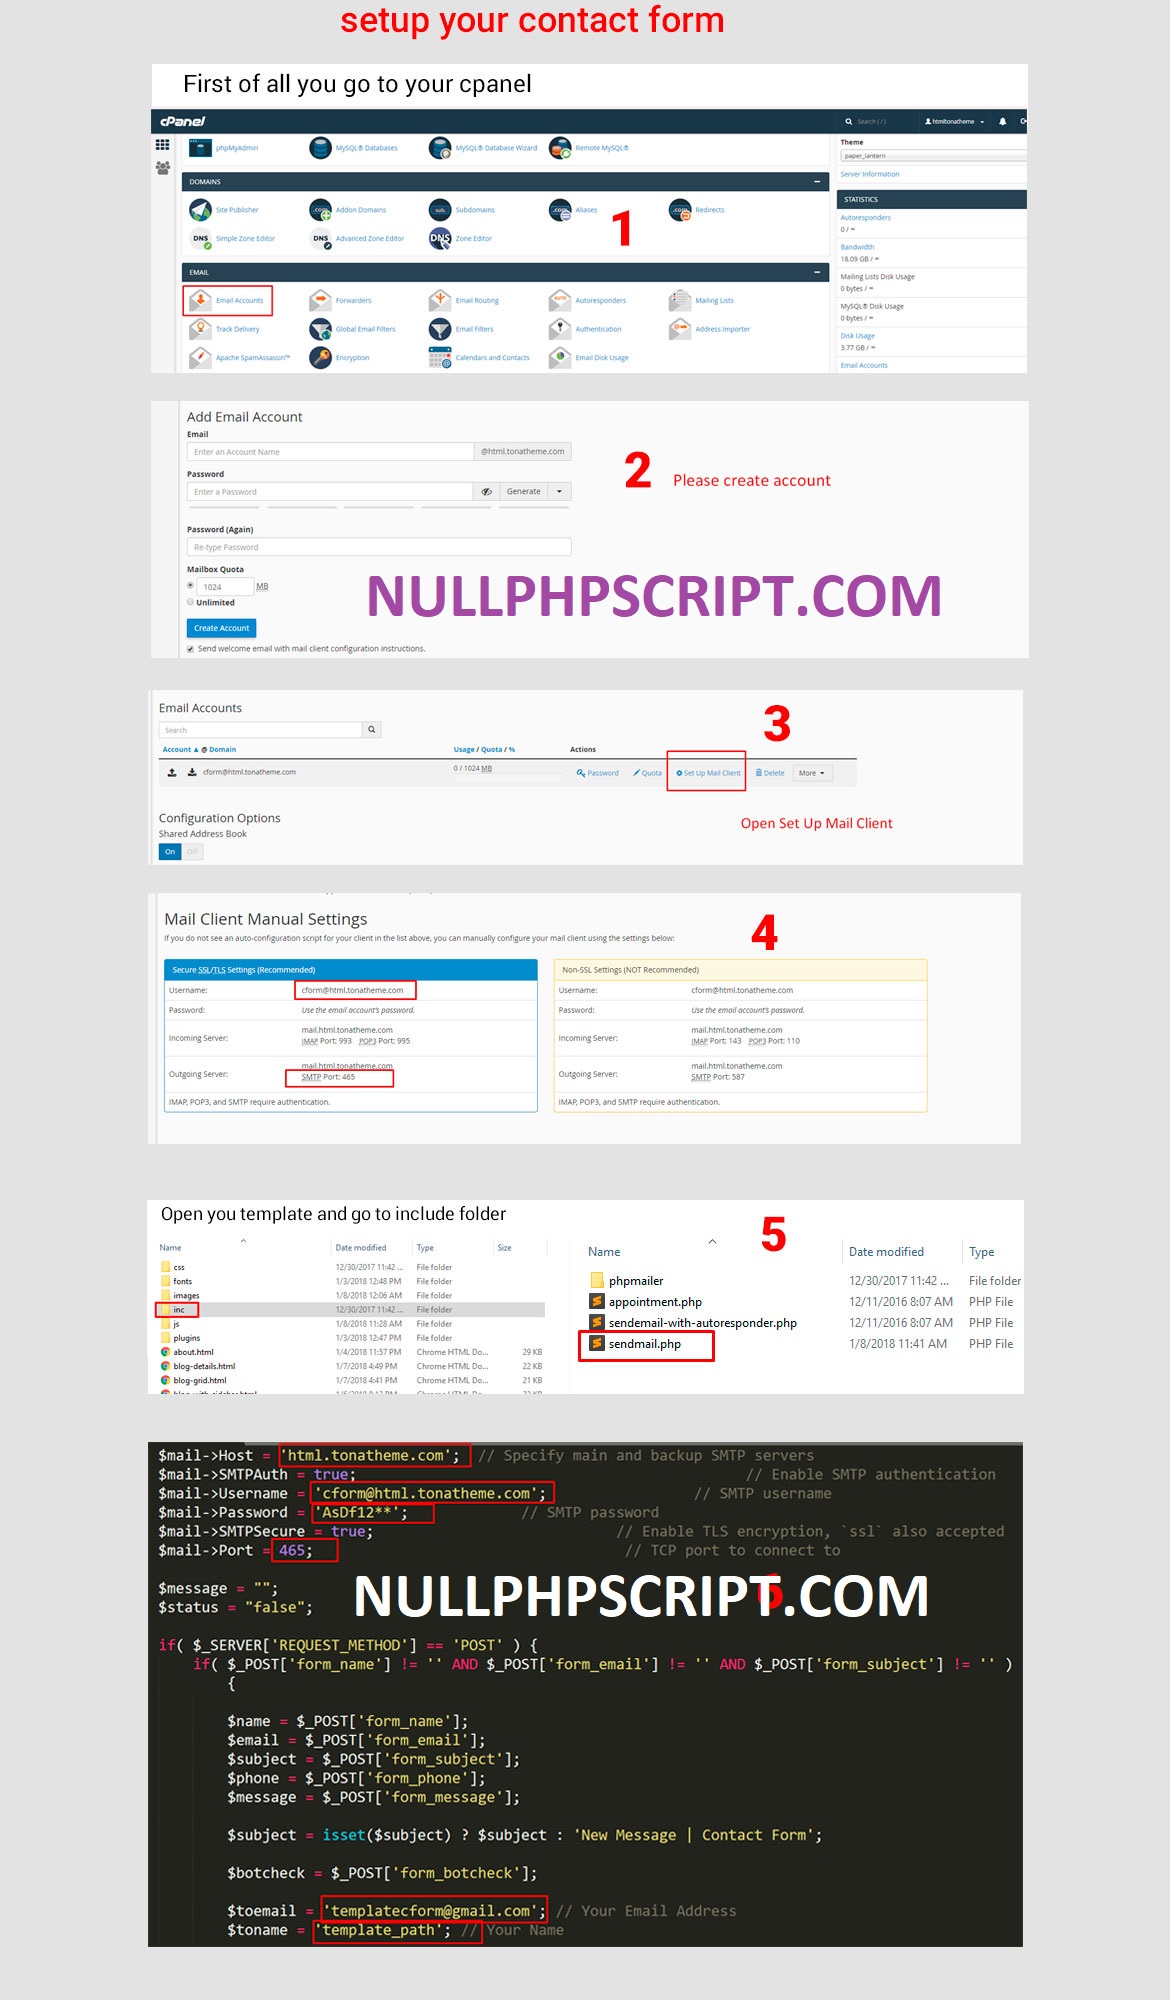 setup your contact form
First of all you go to your cpanel
cPanel
Search ( / )
htmltonatheme
phpMyAdmin
MySQL® Databases
MySQL® Database Wizard
Remote MySQL®
Theme
paper_lantern
Server Information
DOMAINS
Site Publisher
Addon Domains
Subdomains
Aliases
Redirects
Simple Zone Editor
Advanced Zone Editor
Zone Editor
1
STATISTICS
Autoresponders
0 / ∞
Bandwidth
18.09 GB / ∞
Mailing Lists Disk Usage
0 bytes / ∞
MySQL® Disk Usage
0 bytes / ∞
Disk Usage
3.77 GB / ∞
Email Accounts
EMAIL
Email Accounts
Forwarders
Email Routing
Autoresponders
Mailing Lists
Track Delivery
Global Email Filters
Email Filters
Authentication
Address Importer
Apache SpamAssassin™
Encryption
Calendars and Contacts
Email Disk Usage
Add Email Account
Email
Enter an Account Name
@html.tonatheme.com
2 Please create account
Password
Enter a Password
Generate
Password (Again)
Re-type Password
Mailbox Quota
1024 MB
Unlimited
NULLPHPSCRIPT.COM
Create Account
Send welcome email with mail client configuration instructions.
Email Accounts
3
Search
Account ▲ @ Domain
Usage / Quota / %
Actions
cform@html.tonatheme.com
0 / 1024 MB
Password
Quota
Set Up Mail Client
Delete
More
Configuration Options
Shared Address Book
On Off
Open Set Up Mail Client
Mail Client Manual Settings
4
If you do not see an auto-configuration script for your client in the list above, you can manually configure your mail client using the settings below:
Secure SSL/TLS Settings (Recommended)
Username: cform@html.tonatheme.com
Password: Use the email account's password.
Incoming Server: mail.html.tonatheme.com
IMAP Port: 993 POP3 Port: 995
Outgoing Server: mail.html.tonatheme.com
SMTP Port: 465
IMAP, POP3, and SMTP require authentication.
Non-SSL Settings (NOT Recommended)
Username: cform@html.tonatheme.com
Password: Use the email account's password.
Incoming Server: mail.html.tonatheme.com
IMAP Port: 143 POP3 Port: 110
Outgoing Server: mail.html.tonatheme.com
SMTP Port: 587
IMAP, POP3, and SMTP require authentication.
Open you template and go to include folder
5
Name Date modified Type Size
css 12/30/2017 11:42 ... File folder
fonts 1/3/2018 12:48 PM File folder
images 1/8/2018 12:06 AM File folder
inc 12/30/2017 11:42 ... File folder
js 1/8/2018 11:28 AM File folder
plugins 1/3/2018 12:47 PM File folder
about.html 1/4/2018 11:57 PM Chrome HTML Do... 29 KB
blog-details.html 1/7/2018 4:49 PM Chrome HTML Do... 22 KB
blog-grid.html 1/7/2018 4:41 PM Chrome HTML Do... 21 KB
Name Date modified Type
phpmailer 12/30/2017 11:42 ... File folder
appointment.php 12/11/2016 8:07 AM PHP File
sendemail-with-autoresponder.php 12/11/2016 8:07 AM PHP File
sendmail.php 1/8/2018 11:41 AM PHP File
$mail->Host = 'html.tonatheme.com'; // Specify main and backup SMTP servers
$mail->SMTPAuth = true; // Enable SMTP authentication
$mail->Username = 'cform@html.tonatheme.com'; // SMTP username
$mail->Password = 'AsDf12**'; // SMTP password
$mail->SMTPSecure = true; // Enable TLS encryption, `ssl` also accepted
$mail->Port = 465; // TCP port to connect to
$message = "";
$status = "false";
6
NULLPHPSCRIPT.COM
if( $_SERVER['REQUEST_METHOD'] == 'POST' ) {
if( $_POST['form_name'] != '' AND $_POST['form_email'] != '' AND $_POST['form_subject'] != '' )
{
$name = $_POST['form_name'];
$email = $_POST['form_email'];
$subject = $_POST['form_subject'];
$phone = $_POST['form_phone'];
$message = $_POST['form_message'];
$subject = isset($subject) ? $subject : 'New Message | Contact Form';
$botcheck = $_POST['form_botcheck'];
$toemail = 'templatecform@gmail.com'; // Your Email Address
$toname = 'template_path'; // Your Name